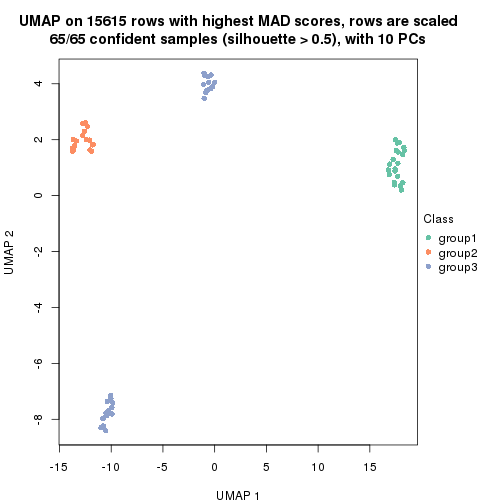 UMAP on 15615 rows with highest MAD scores, rows are scaled
65/65 confident samples (silhouette > 0.5), with 10 PCs
4
2
0
-2
-4
-6
-8
UMAP 2
-15
-10
-5
0
5
10
15
UMAP 1
Class
group1
group2
group3